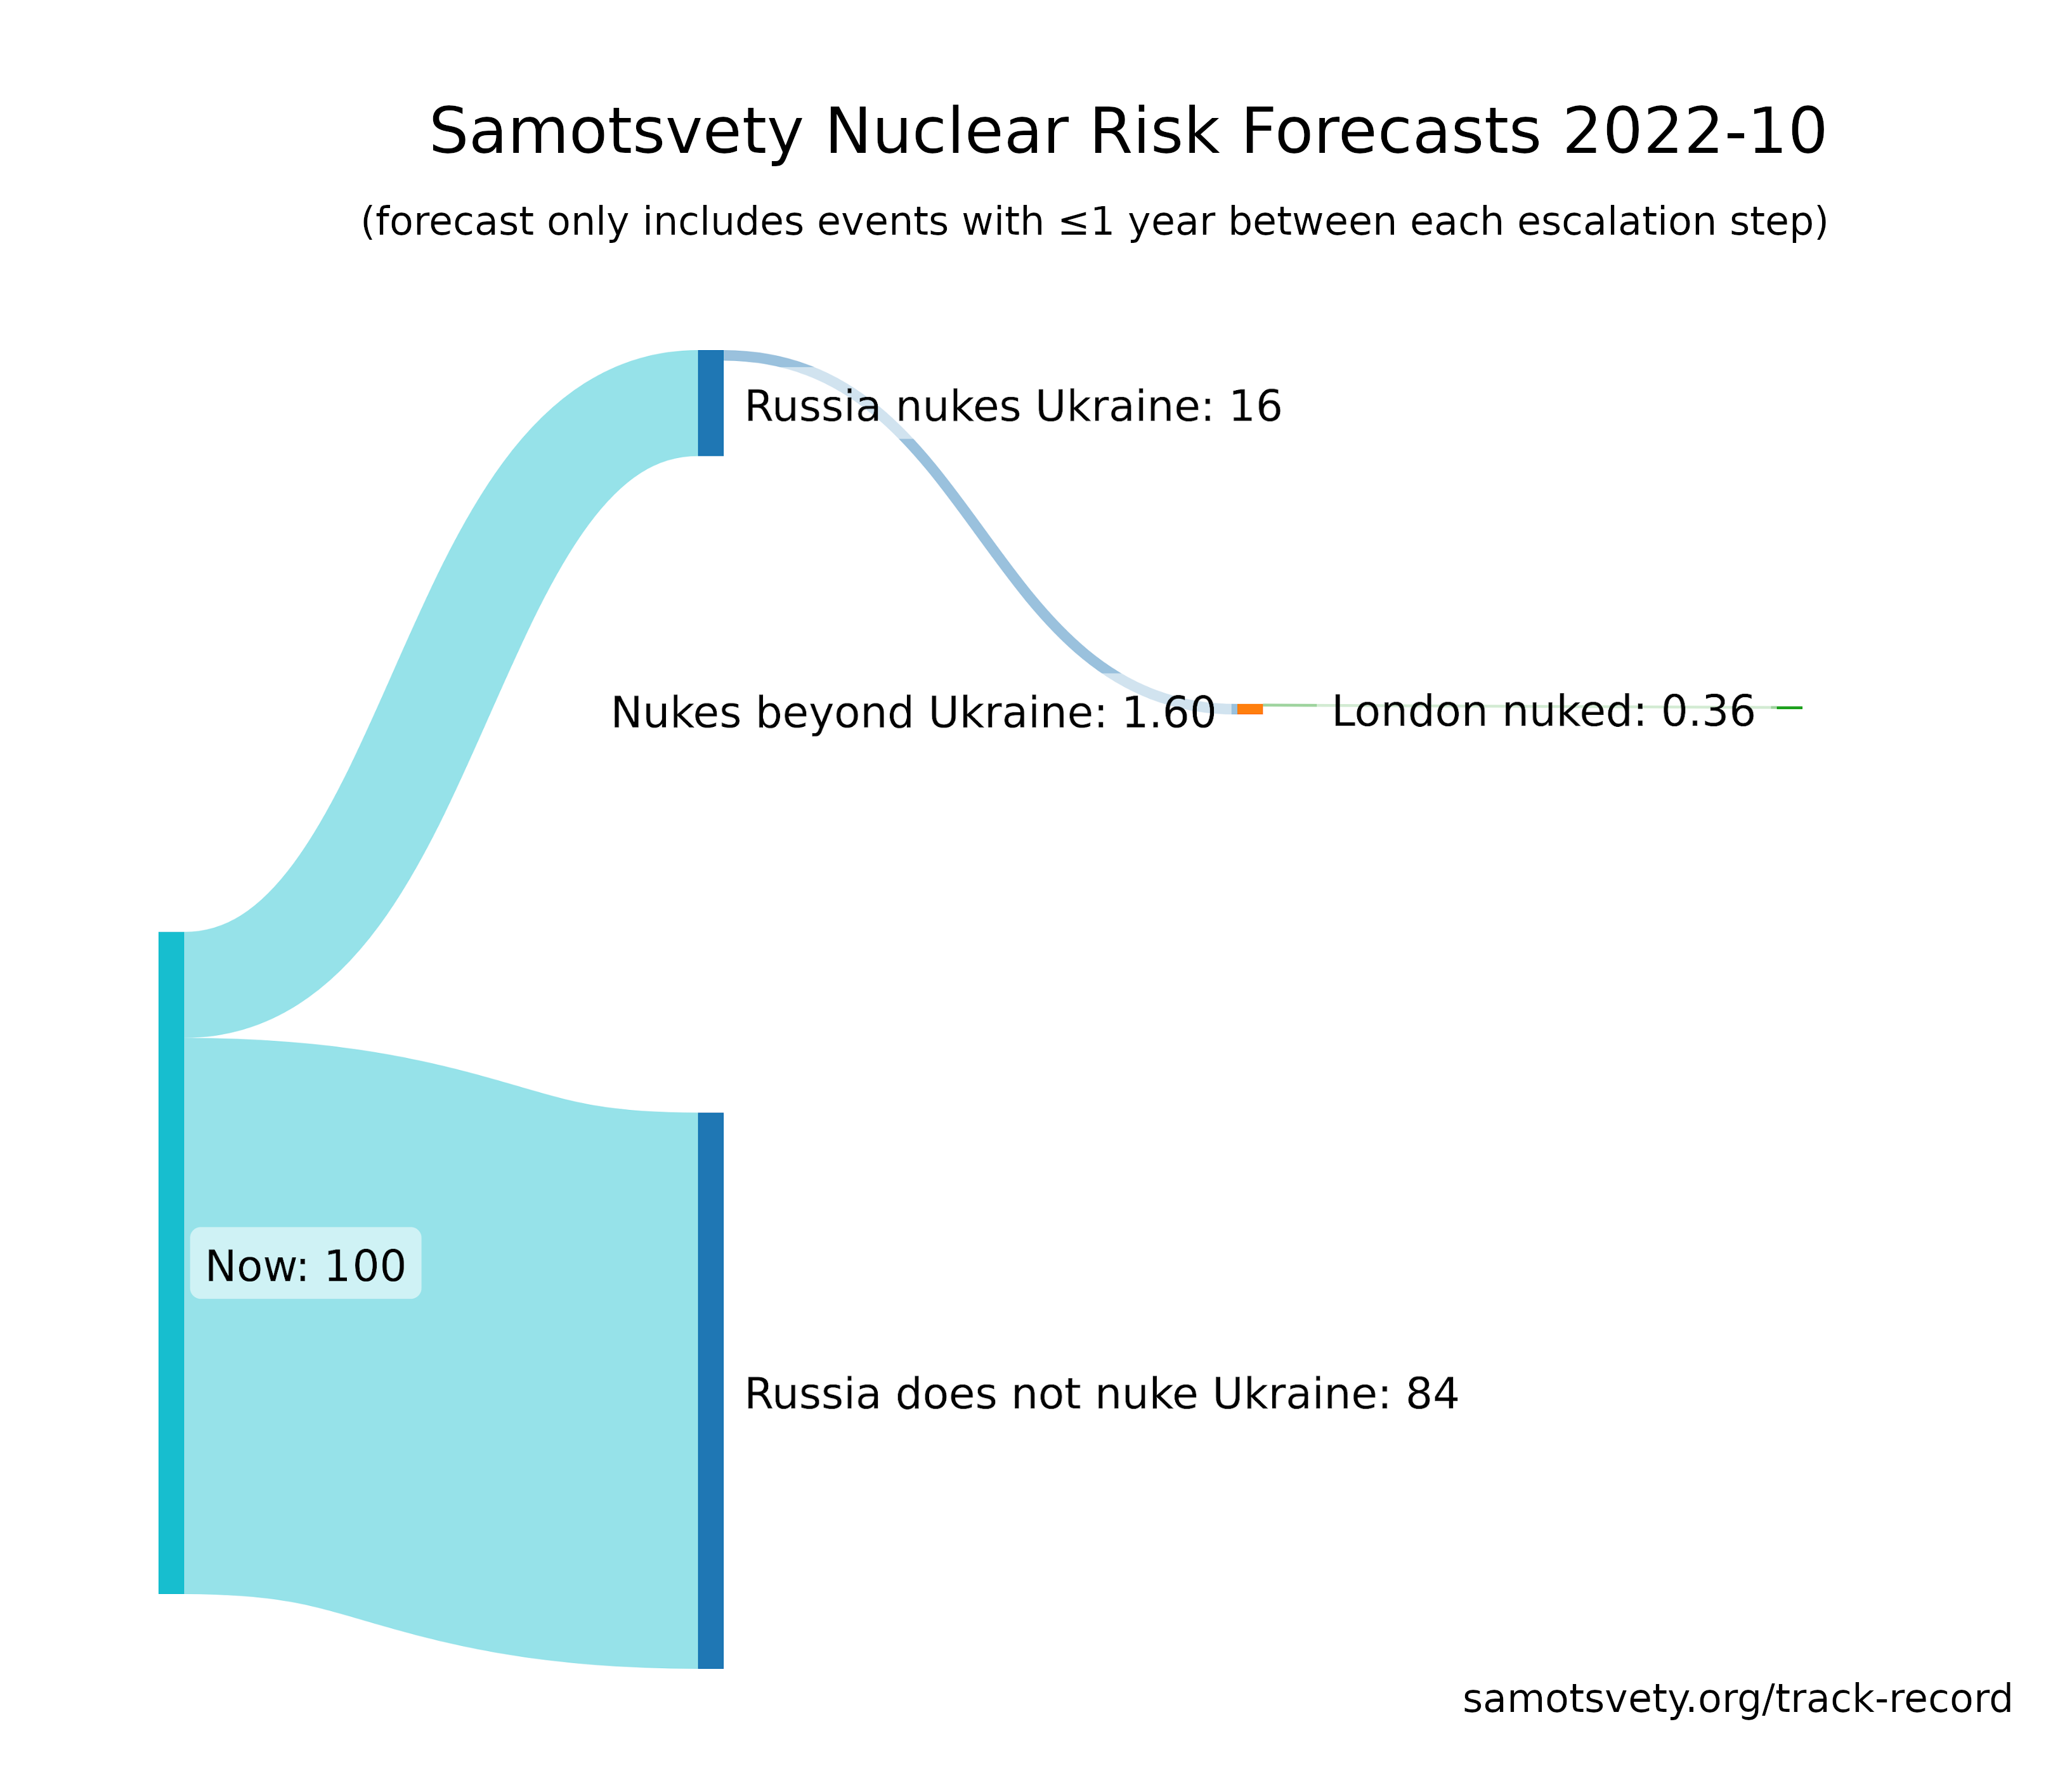 Samotsvety Nuclear Risk Forecasts 2022-10
(forecast only includes events with ≤1 year between each escalation step)
Russia nukes Ukraine: 16
Nukes beyond Ukraine: 1.60
London nuked: 0.36
Now: 100
Russia does not nuke Ukraine: 84
samotsvety.org/track-record